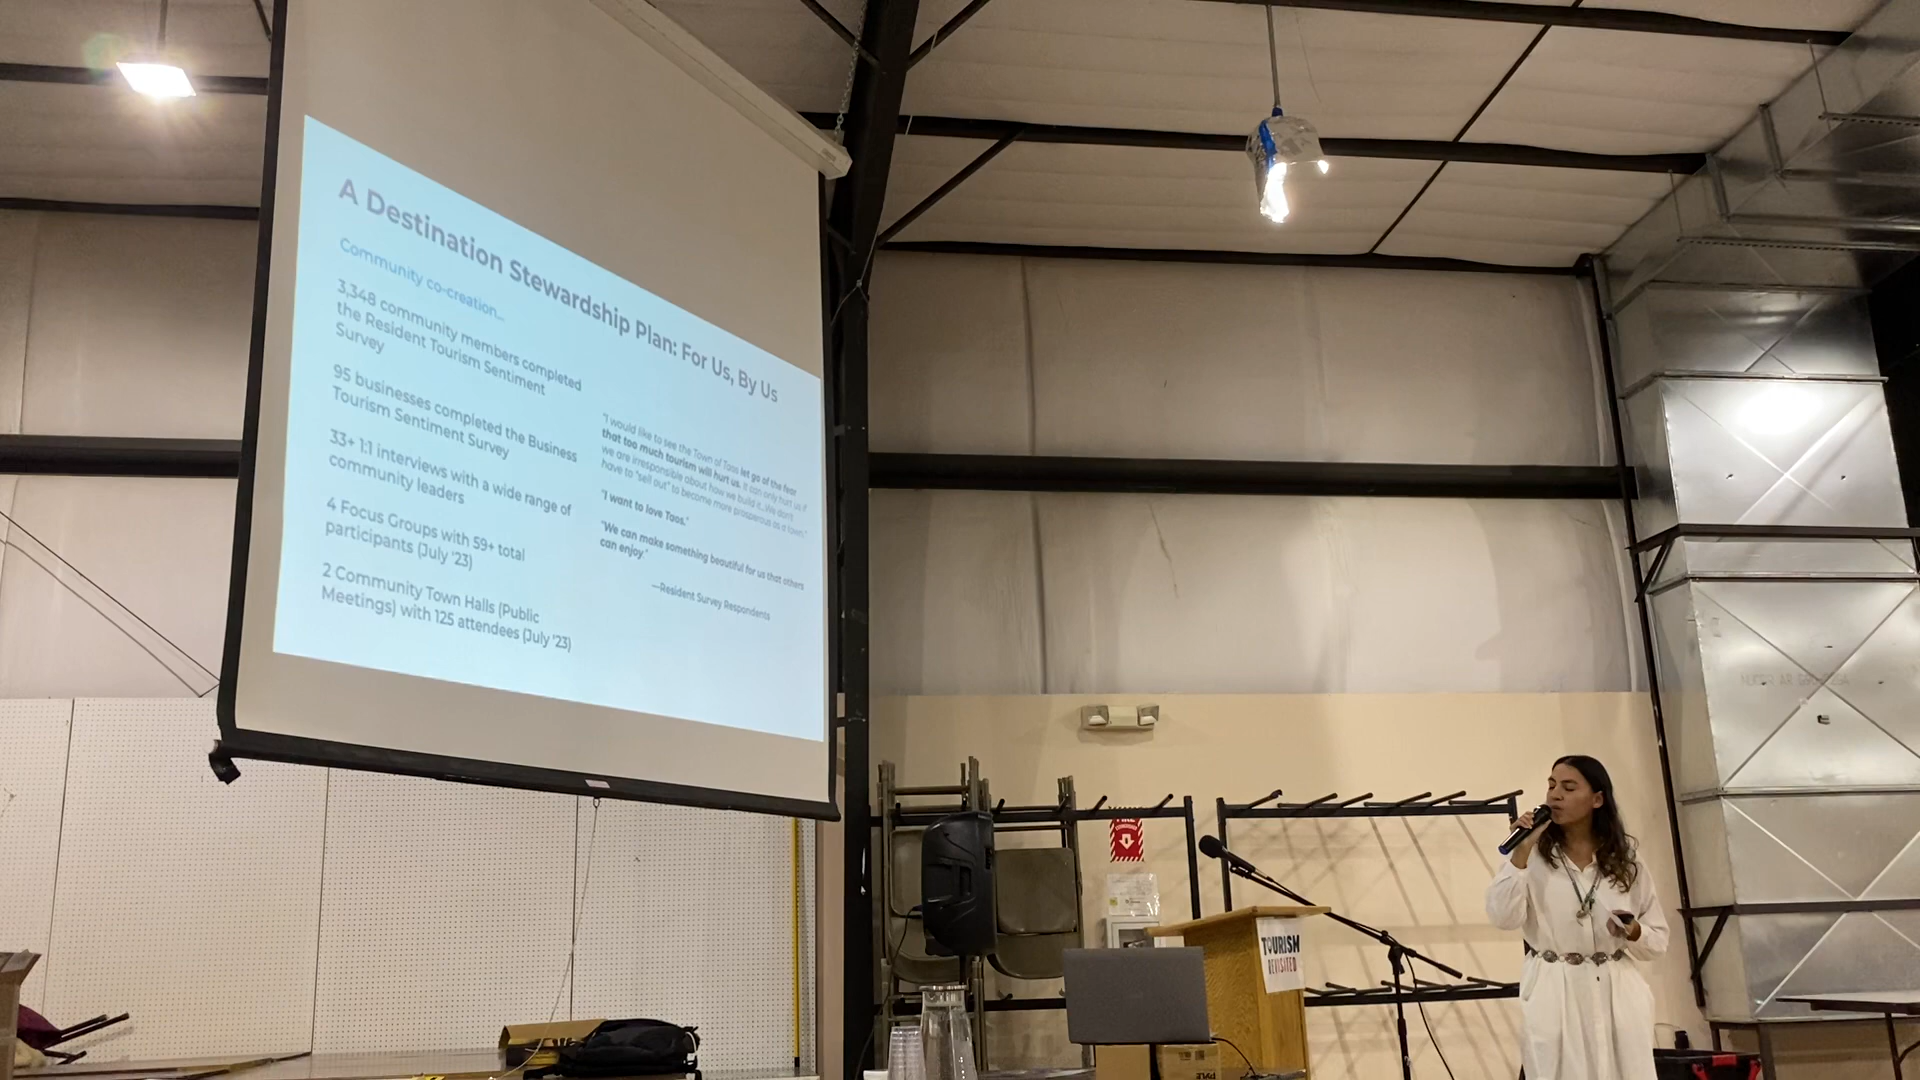 A Destination Stewardship Plan: For Us, By Us
Community co-creation...
3,348 community members completed
the Resident Tourism Sentiment
Survey
95 businesses completed the Business
Tourism Sentiment Survey
33+ 1:1 interviews with a wide range of
community leaders
4 Focus Groups with 59+ total
participants (July '23)
2 Community Town Halls (Public
Meetings) with 125 attendees (July '23)
"I would like to see the Town of Taos let go of the fear
that too much tourism will hurt us. It can only hurt us if
we are irresponsible about how we build it...We don't
have to "sell out" to become more prosperous as a town."
"I want to love Taos."
"We can make something beautiful for us that others
can enjoy."
—Resident Survey Respondents
FIRE
TOURISM
REVISITED
PYLE